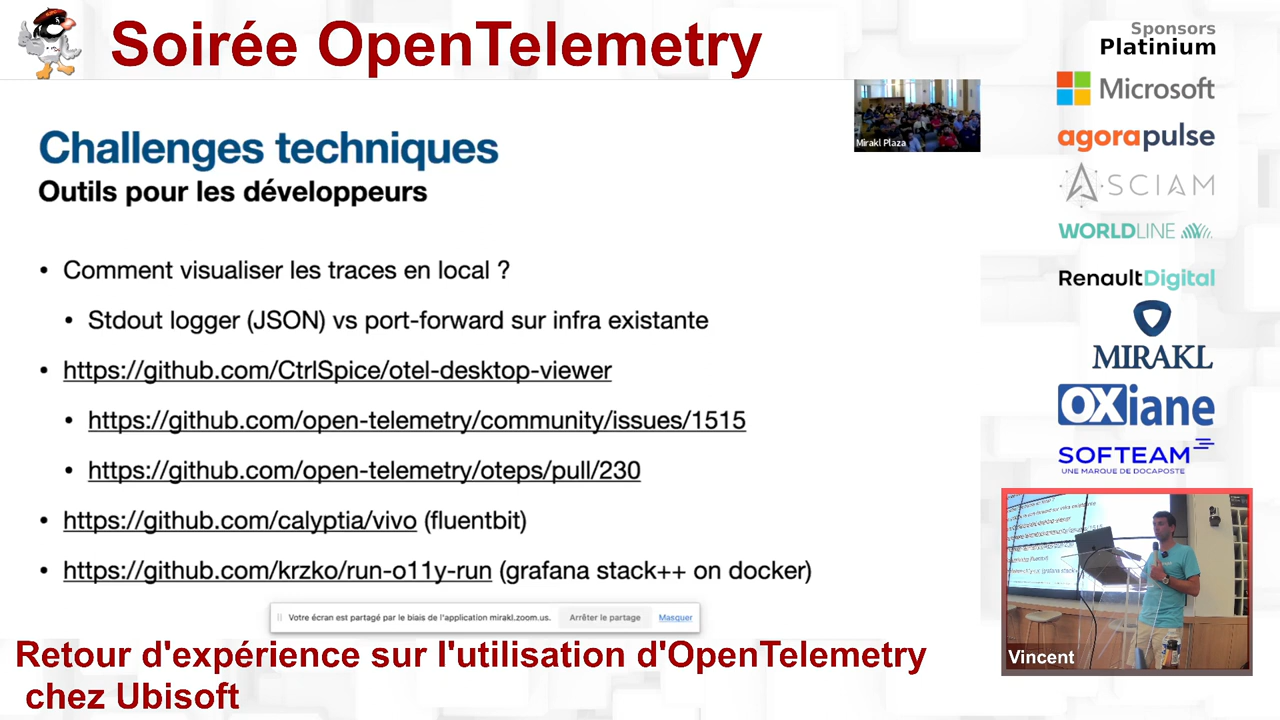 Soirée OpenTelemetry
Sponsors
Platinium
Microsoft
agorapulse
ASCIAM
WORLDLINE
RenaultDigital
MIRAKL
OXiane
SOFTEAM
UNE MARQUE DE DOCAPOSTE
Mirakl Plaza
Challenges techniques
Outils pour les développeurs
• Comment visualiser les traces en local ?
• Stdout logger (JSON) vs port-forward sur infra existante
• https://github.com/CtrlSpice/otel-desktop-viewer
• https://github.com/open-telemetry/community/issues/1515
• https://github.com/open-telemetry/oteps/pull/230
• https://github.com/calyptia/vivo (fluentbit)
• https://github.com/krzko/run-o11y-run (grafana stack++ on docker)
Votre écran est partagé par le biais de l'application mirakl.zoom.us. Arrêter le partage Masquer
Vincent
Retour d'expérience sur l'utilisation d'OpenTelemetry
chez Ubisoft